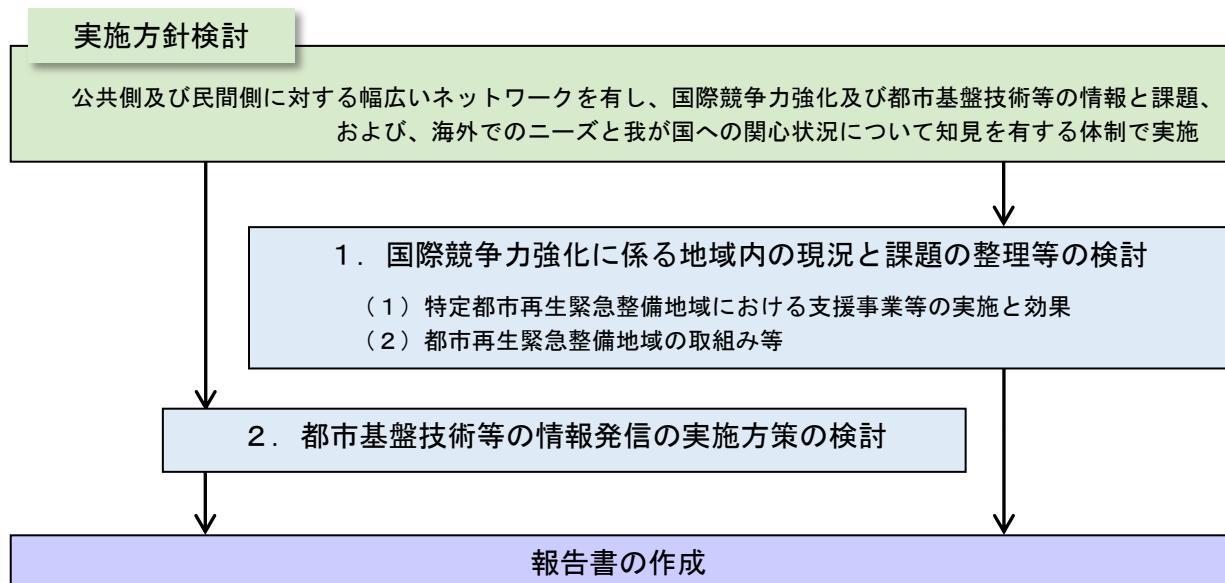 実施方針検討
公共側及び民間側に対する幅広いネットワークを有し、国際競争力強化及び都市基盤技術等の情報と課題、
および、海外でのニーズと我が国への関心状況について知見を有する体制で実施
１．国際競争力強化に係る地域内の現況と課題の整理等の検討
（１）特定都市再生緊急整備地域における支援事業等の実施と効果
（２）都市再生緊急整備地域の取組み等
２．都市基盤技術等の情報発信の実施方策の検討
報告書の作成